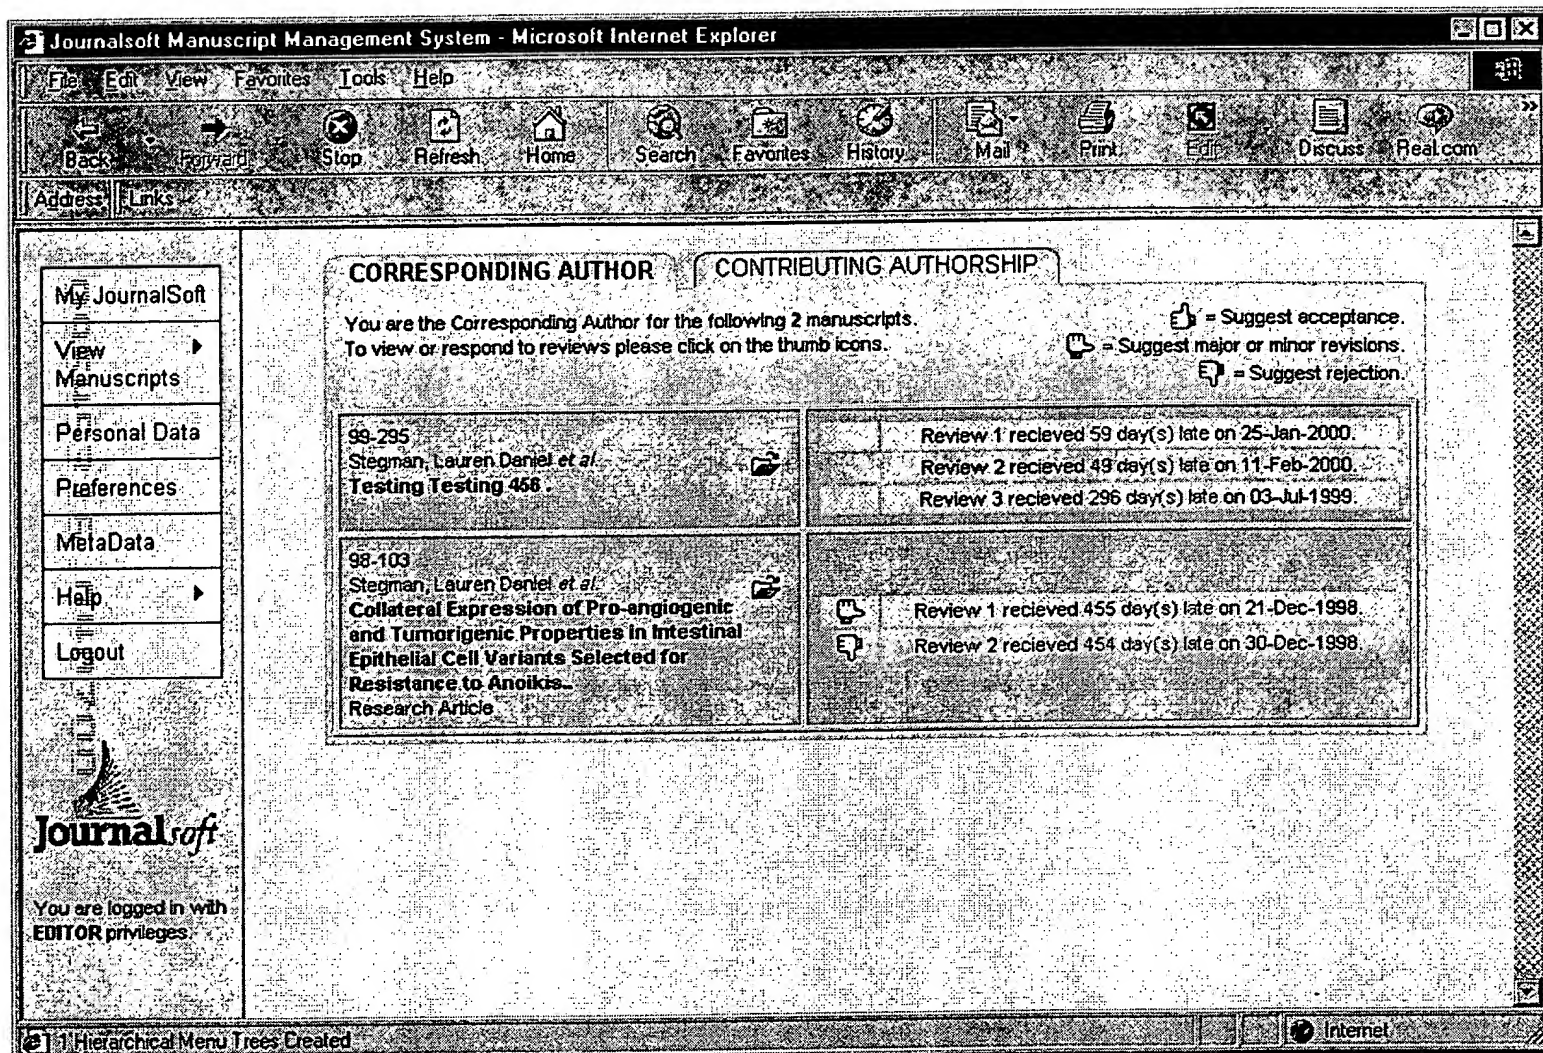 Journalsoft Manuscript Management System - Microsoft Internet Explorer
File Edit View Favorites Tools Help
Back Forward Stop Refresh Home Search Favorites History Mail Print Edit Discuss Real.com
Address Links
My JournalSoft
View
Manuscripts
Personal Data
Preferences
MetaData
Help
Logout
Journalsoft
You are logged in with
EDITOR privileges.
CORRESPONDING AUTHOR CONTRIBUTING AUTHORSHIP
You are the Corresponding Author for the following 2 manuscripts.
To view or respond to reviews please click on the thumb icons.
= Suggest acceptance.
= Suggest major or minor revisions.
= Suggest rejection.
99-295
Stegman, Lauren Daniel et al.
Testing Testing 456 .
Review 1 recieved 59 day(s) late on 25-Jan-2000.
Review 2 recieved 49 day(s) late on 11-Feb-2000.
Review 3 recieved 296 day(s) late on 03-Jul-1999.
98-103
Stegman, Lauren Daniel et al.
Collateral Expression of Pro-angiogenic
and Tumorigenic Properties in Intestinal
Epithelial Cell Variants Selected for
Resistance to Anoikis..
Research Article
Review 1 recieved 455 day(s) late on 21-Dec-1998.
Review 2 recieved 454 day(s) late on 30-Dec-1998.
1 Hierarchical Menu Trees Created
Internet